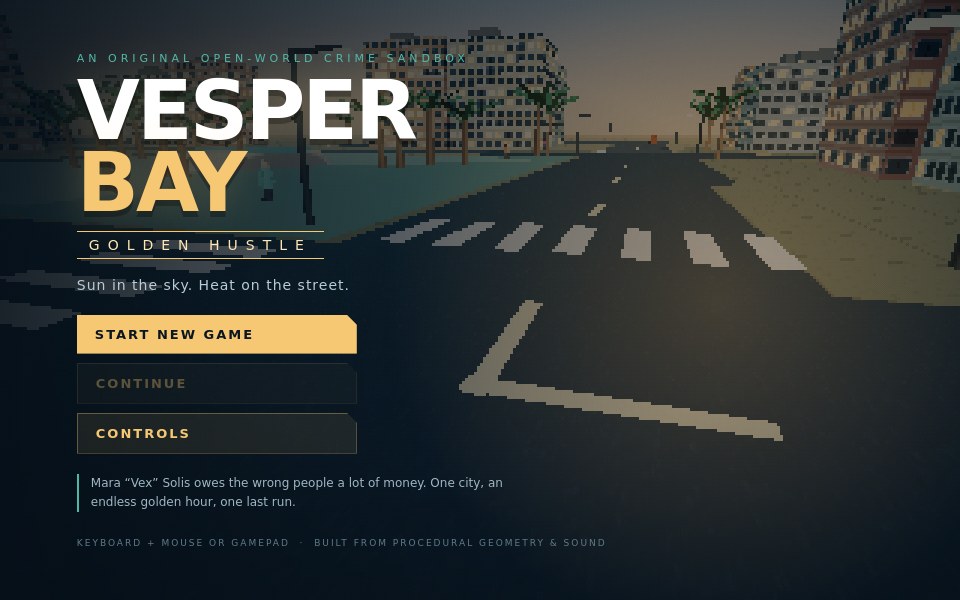 AN ORIGINAL OPEN-WORLD CRIME SANDBOX
VESPER
BAY
GOLDEN HUSTLE
Sun in the sky. Heat on the street.
START NEW GAME
CONTINUE
CONTROLS
Mara “Vex” Solis owes the wrong people a lot of money. One city, an
endless golden hour, one last run.
KEYBOARD + MOUSE OR GAMEPAD · BUILT FROM PROCEDURAL GEOMETRY & SOUND